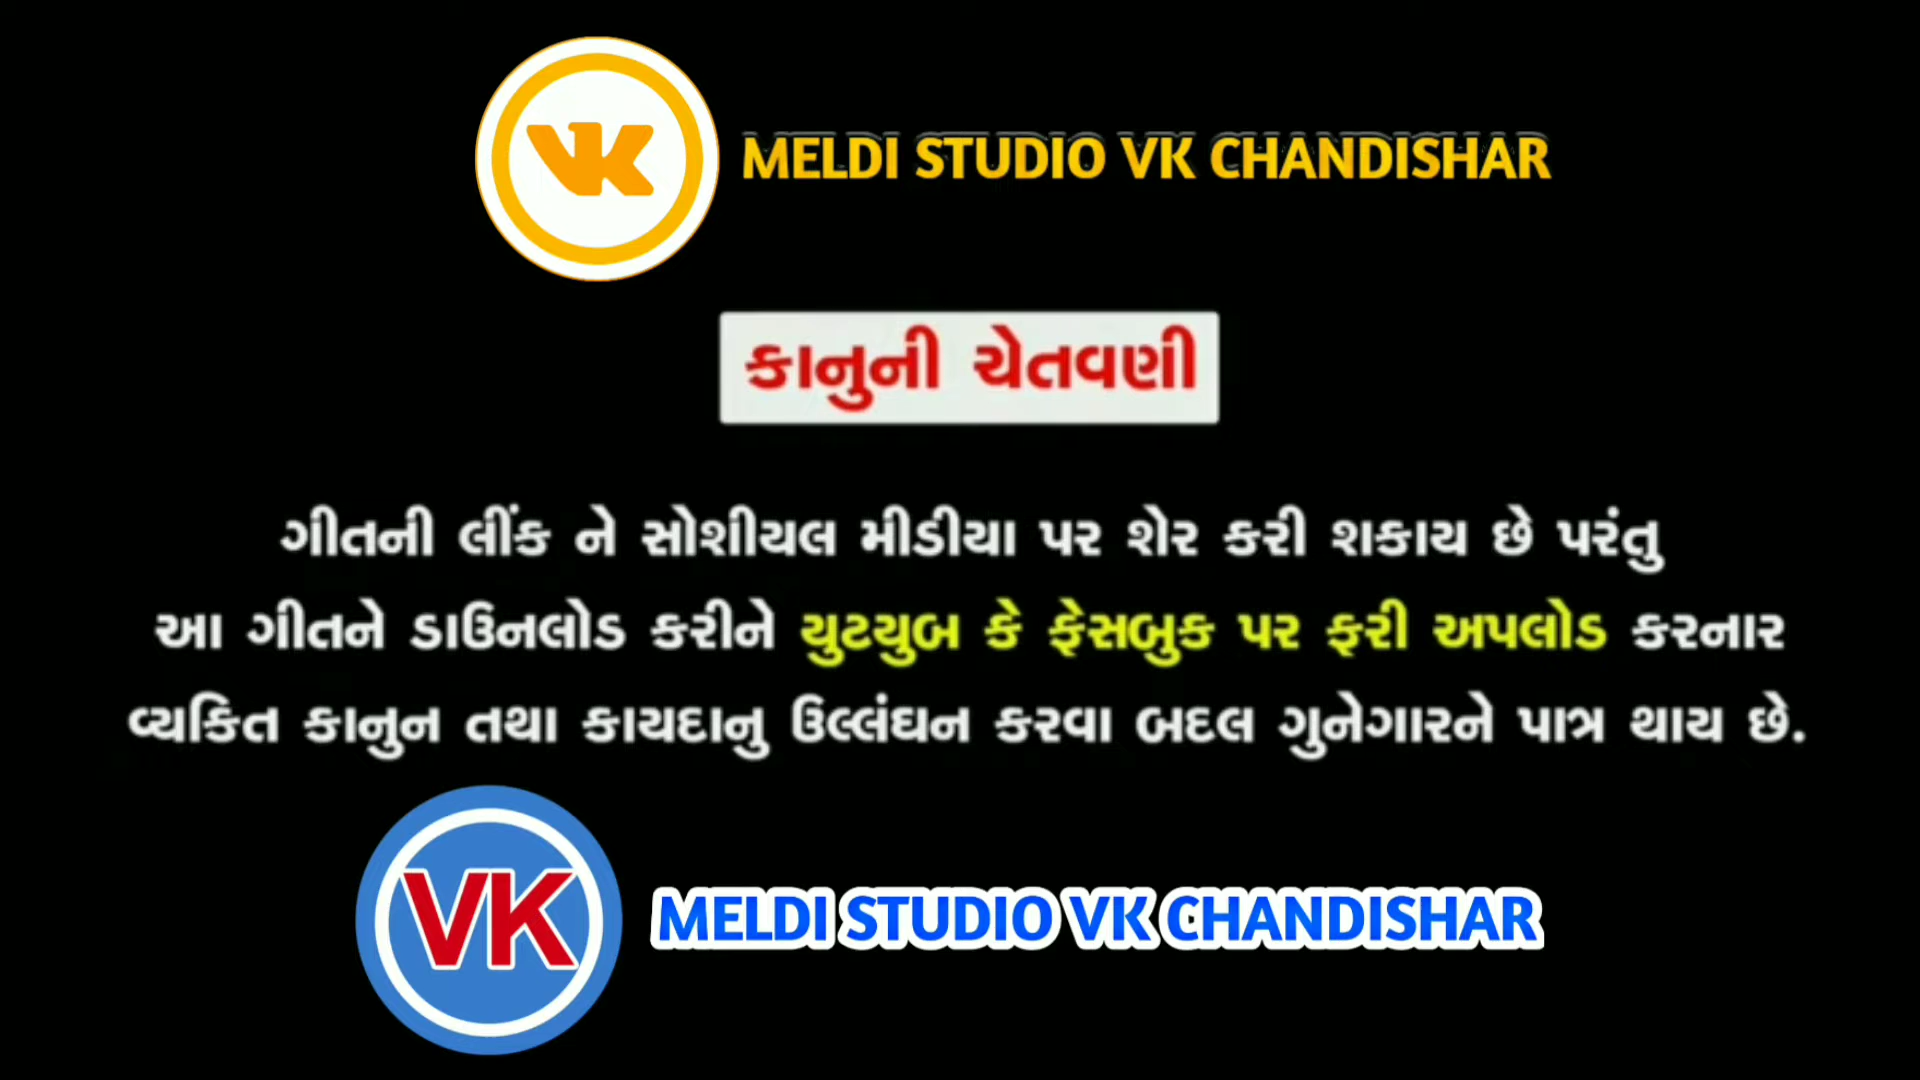 VK
MELDI STUDIO VK CHANDISHAR
કાનુની ચેતવણી
ગીતની લીંક ને સોશીયલ મીડીયા પર શેર કરી શકાય છે પરંતુ
આ ગીતને ડાઉનલોડ કરીને યુટયુબ કે ફેસબુક પર ફરી અપલોડ કરનાર
વ્યકિત કાનુન તથા કાયદાનુ ઉલ્લંઘન કરવા બદલ ગુનેગારને પાત્ર થાય છે.
VK
MELDI STUDIO VK CHANDISHAR